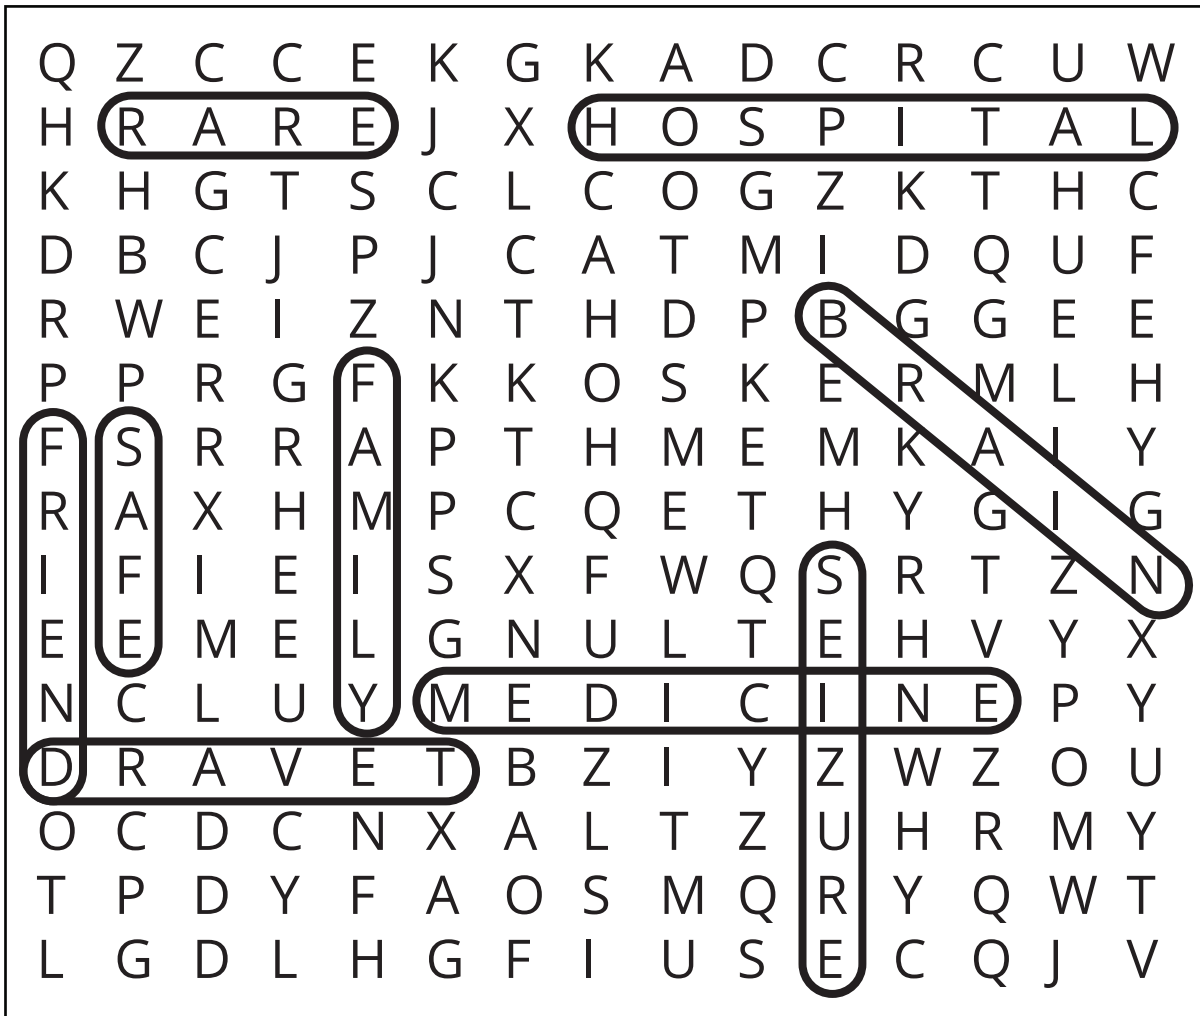 Q Z C C E K G K A D C R C U W
H R A R E J X H O S P I T A L
K H G T S C L C O G Z K T H C
D B C J P J C A T M I D Q U F
R W E I Z N T H D P B G G E E
P P R G F K K O S K E R M L H
F S R R A P T H M E M K A I Y
R A X H M P C Q E T H Y G I G
I F I E I S X F W Q S R T Z N
E E M E L G N U L T E H V Y X
N C L U Y M E D I C I N E P Y
D R A V E T B Z I Y Z W Z O U
O C D C N X A L T Z U H R M Y
T P D Y F A O S M Q R Y Q W T
L G D L H G F I U S E C Q J V